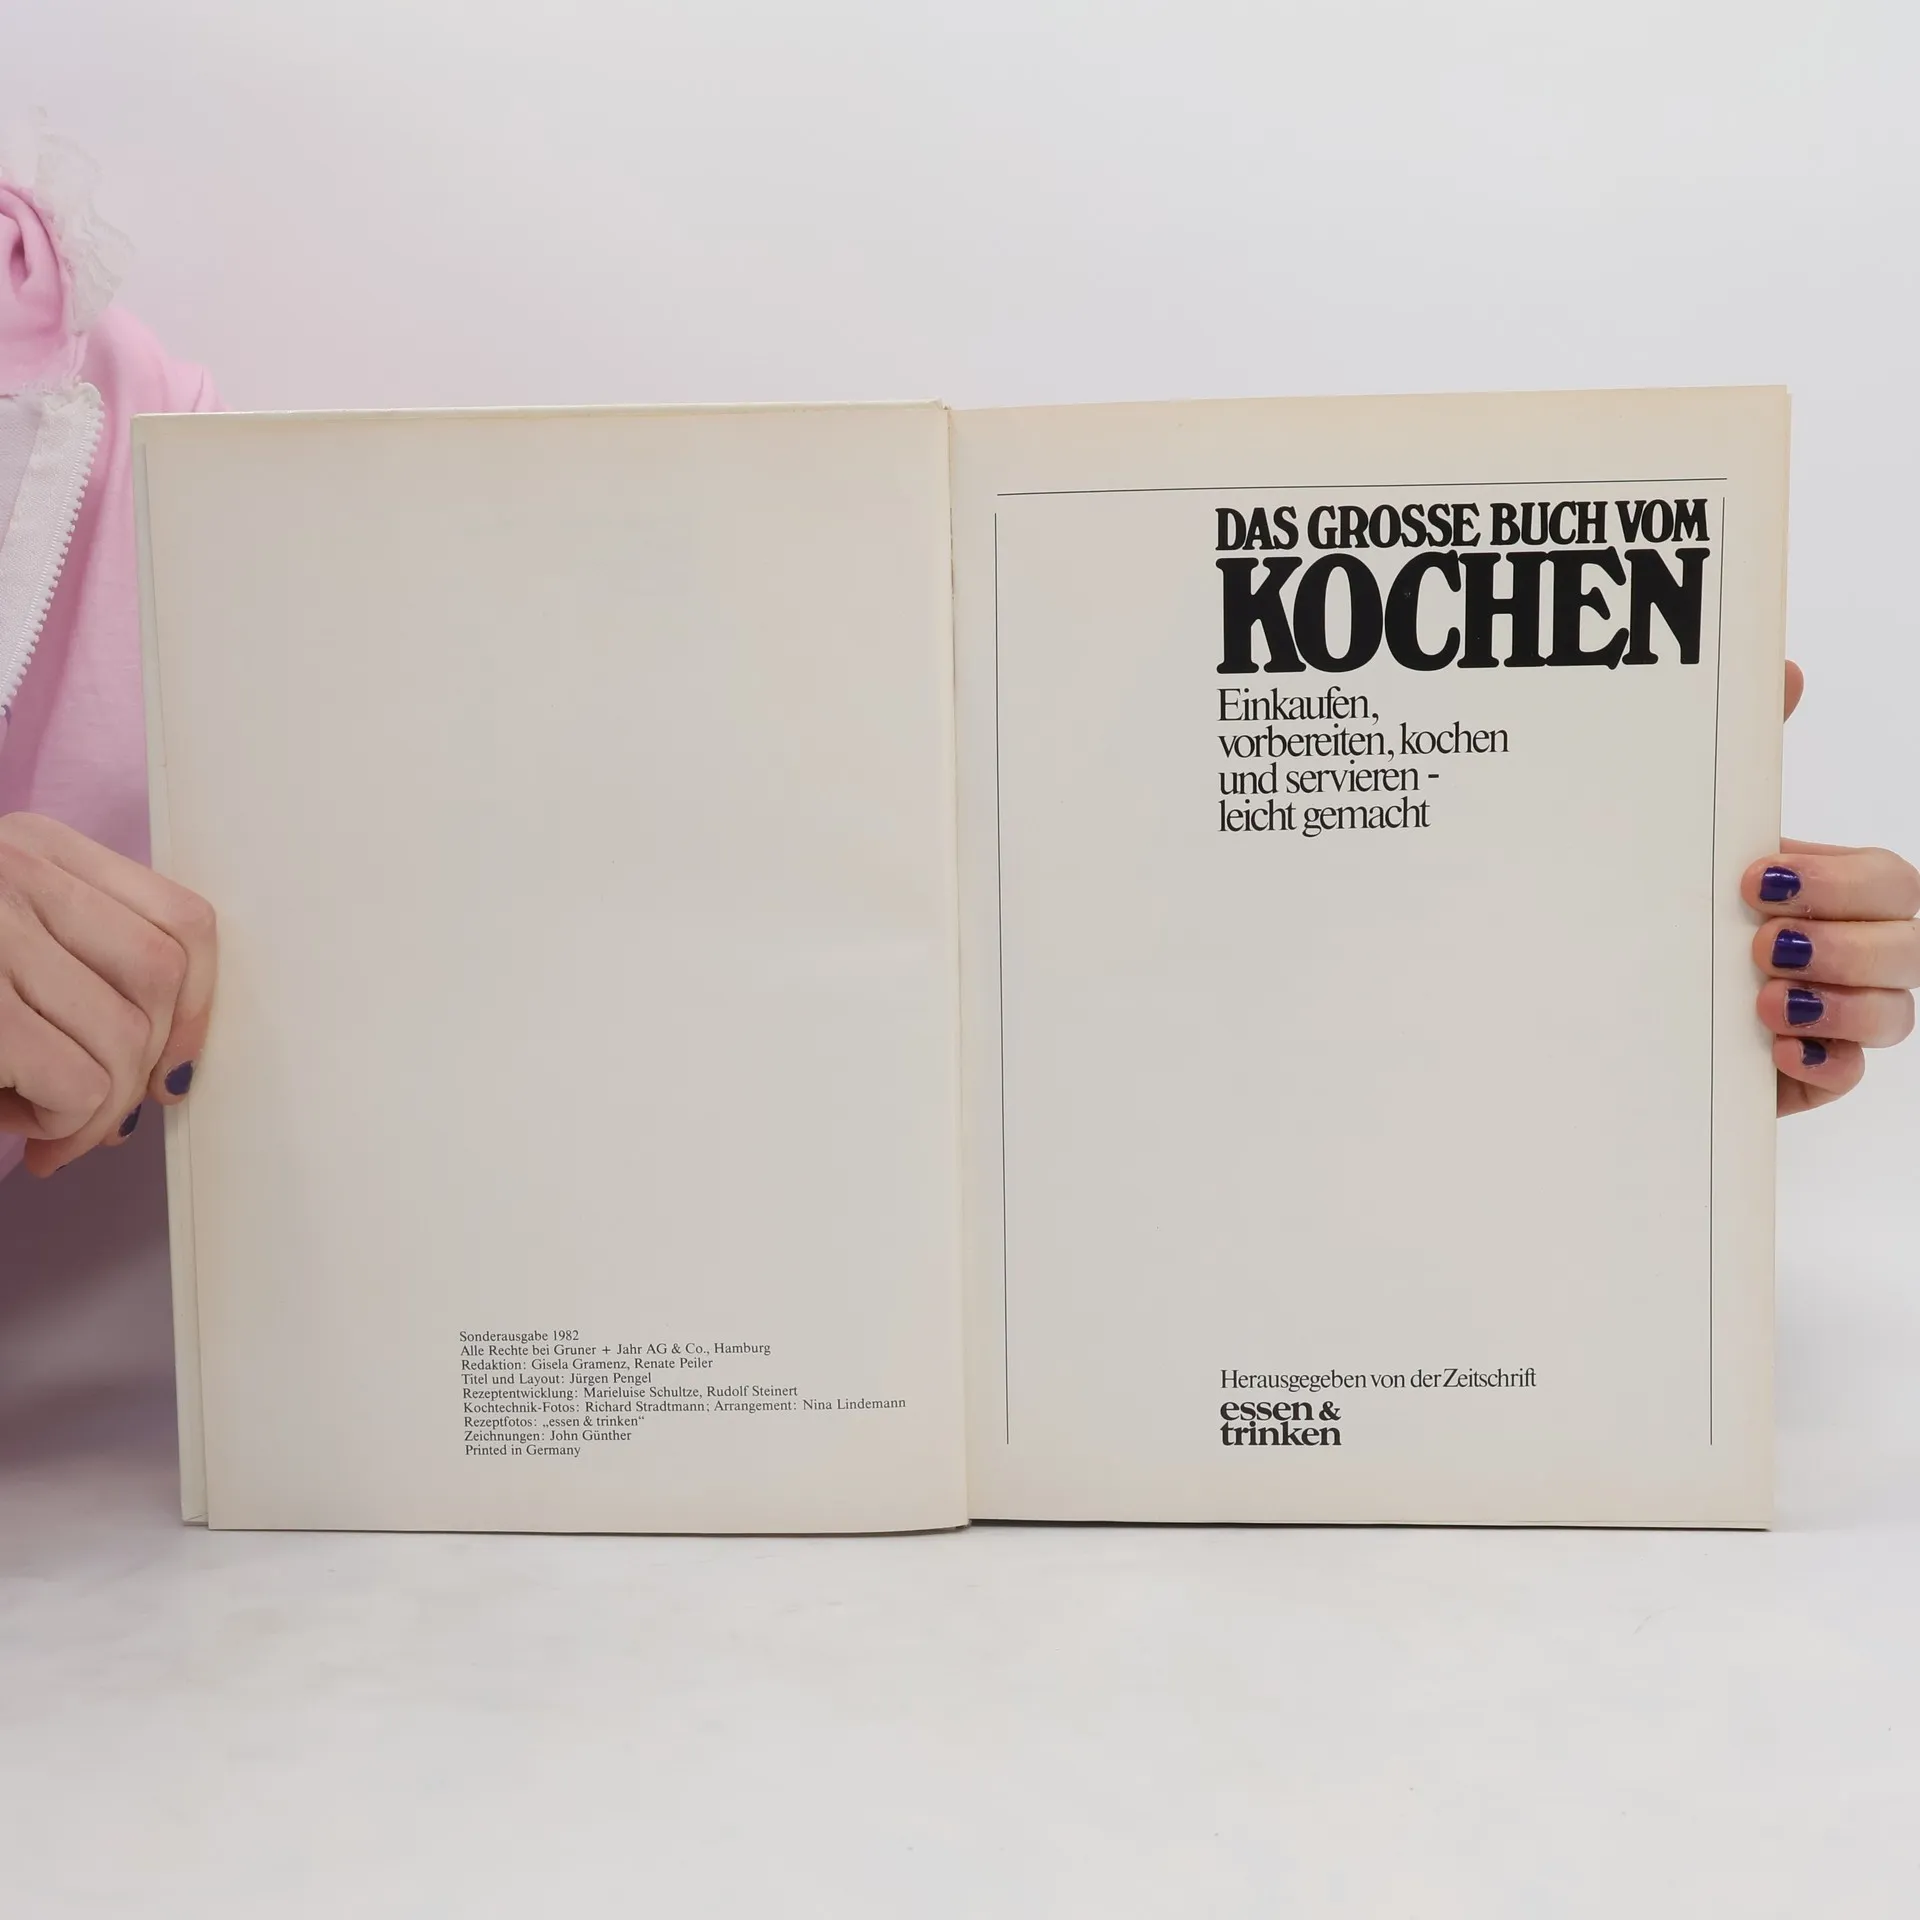 Sonderausgabe 1982
Alle Rechte bei Gruner + Jahr AG & Co., Hamburg
Redaktion: Gisela Gramenz, Renate Peiler
Titel und Layout: Jürgen Pengel
Rezeptentwicklung: Marieluise Schultze, Rudolf Steinert
Kochtechnik-Fotos: Richard Stradtmann; Arrangement: Nina Lindemann
Rezeptfotos: „essen & trinken“
Zeichnungen: John Günther
Printed in Germany
DAS GROSSE BUCH VOM
KOCHEN
Einkaufen,
vorbereiten, kochen
und servieren -
leicht gemacht
Herausgegeben von der Zeitschrift
essen &
trinken